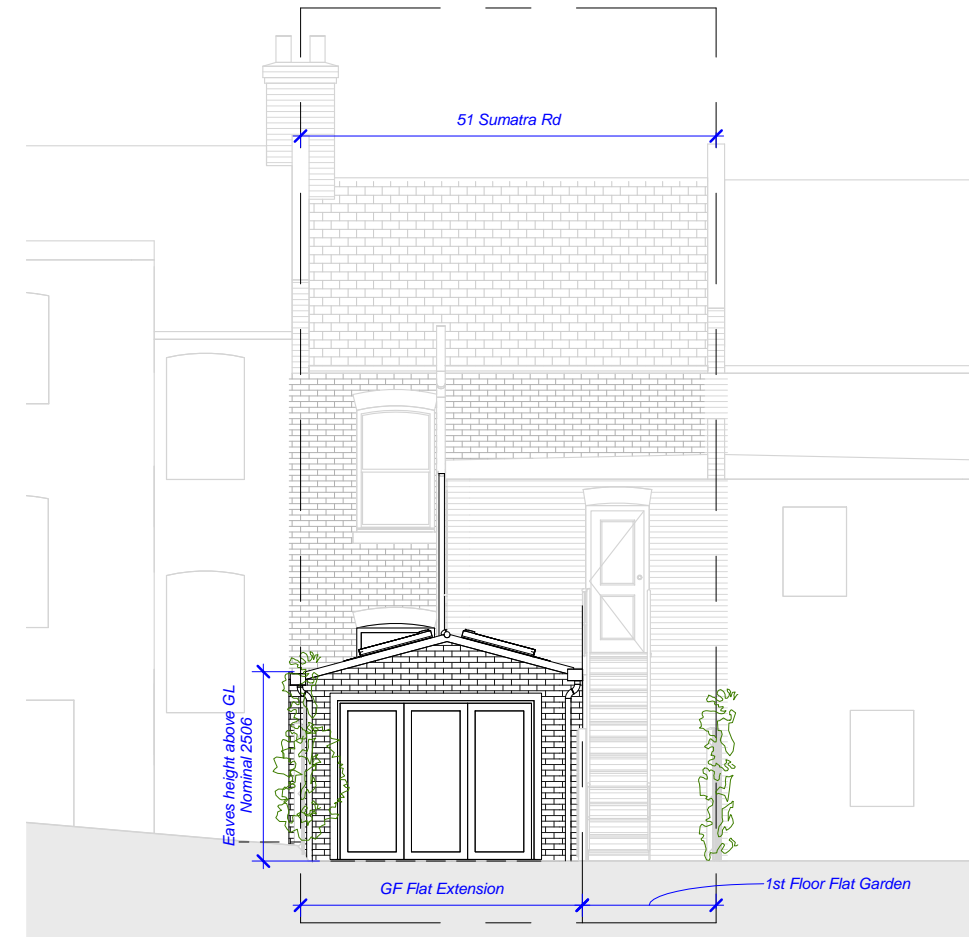 51 Sumatra Rd
Eaves height above GL
Nominal 2506
GF Flat Extension
1st Floor Flat Garden